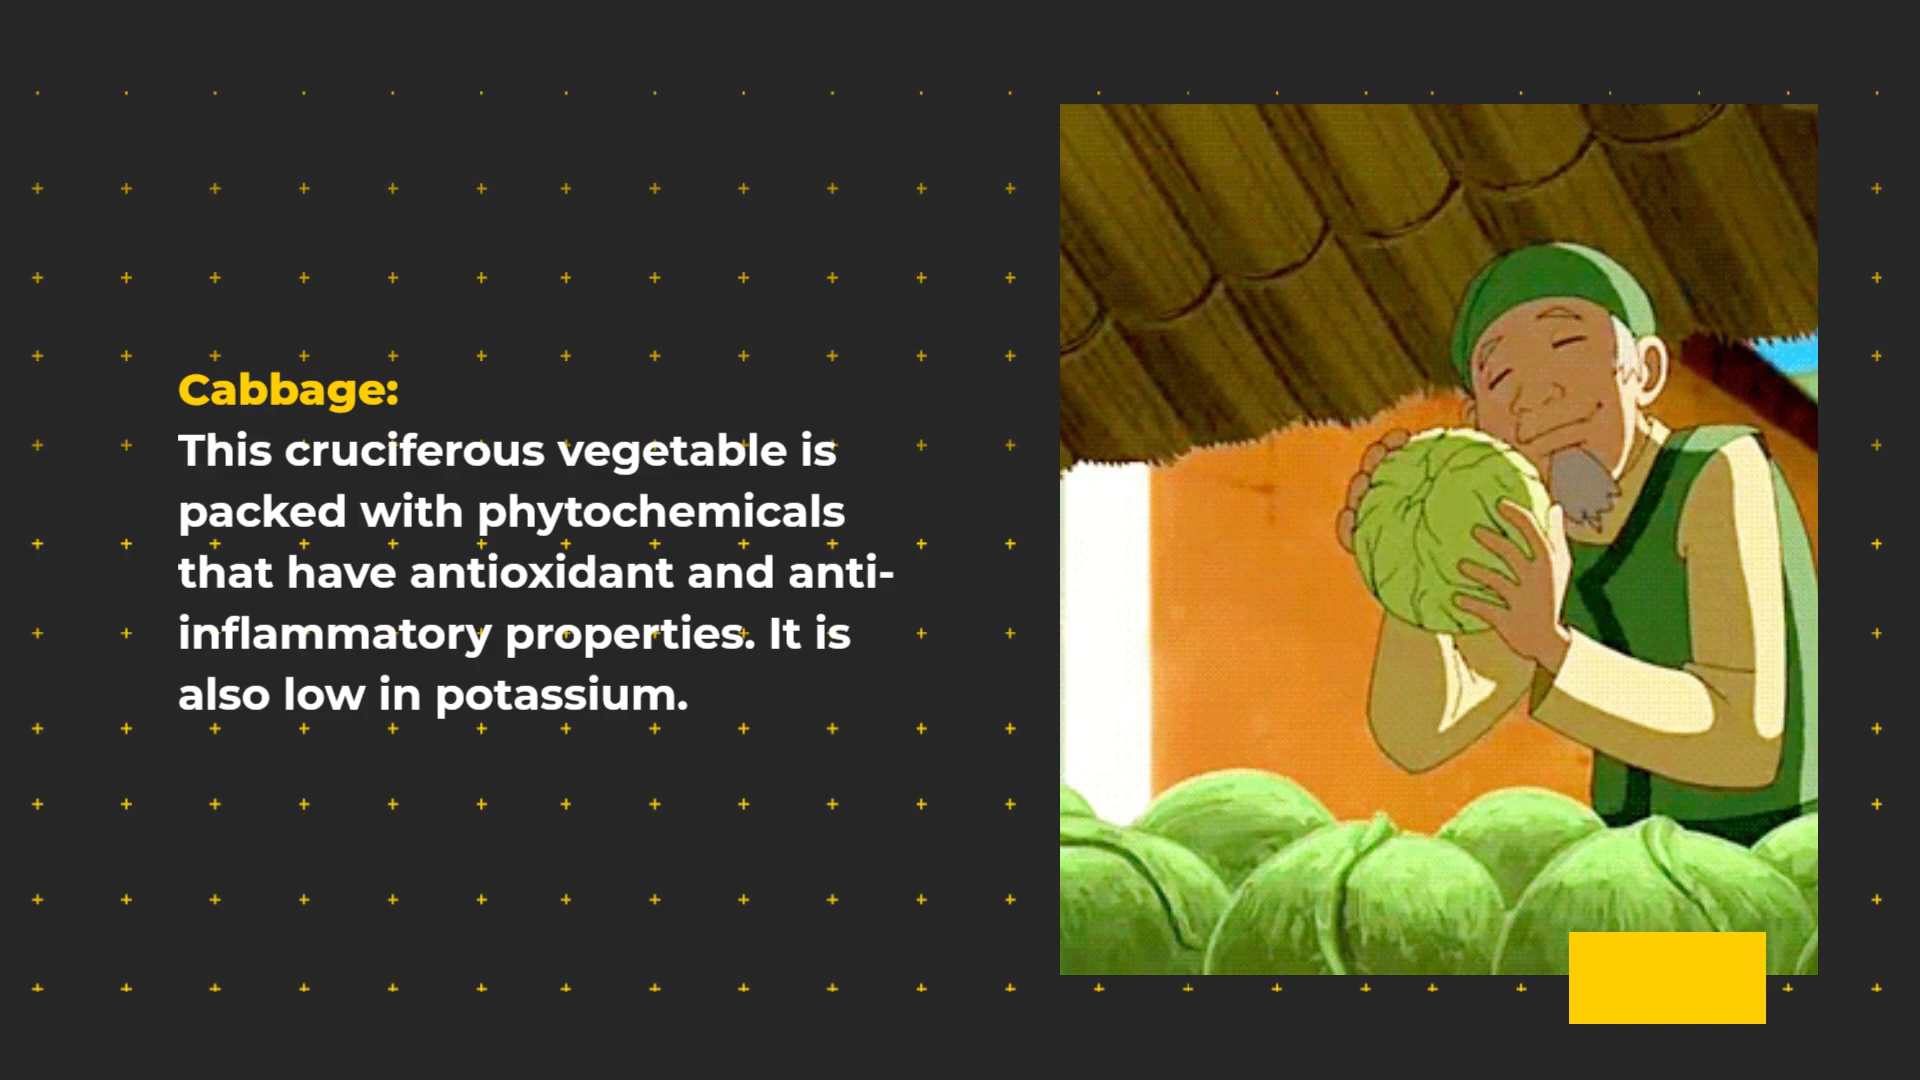 Cabbage:
This cruciferous vegetable is
packed with phytochemicals
that have antioxidant and anti-
inflammatory properties. It is
also low in potassium.